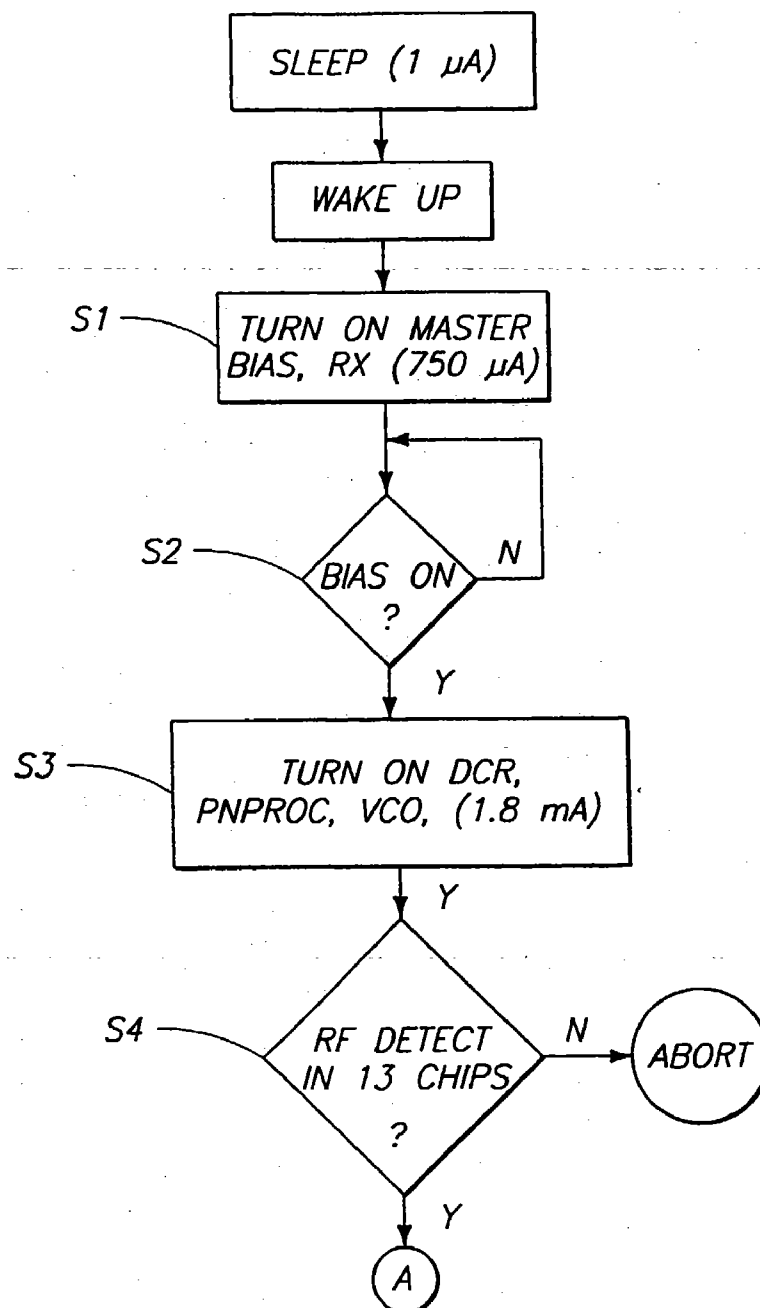 SLEEP (1 µA)
WAKE UP
S1
TURN ON MASTER
BIAS, RX (750 µA)
S2
BIAS ON
?
N
Y
S3
TURN ON DCR,
PNPROC, VCO, (1.8 mA)
Y
S4
RF DETECT
IN 13 CHIPS
?
N
ABORT
Y
A